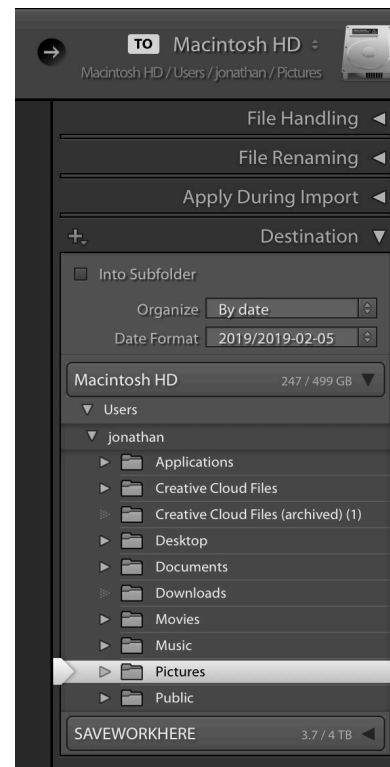 TO Macintosh HD
Macintosh HD / Users / jonathan / Pictures
File Handling
File Renaming
Apply During Import
Destination
Into Subfolder
Organize By date
Date Format 2019/2019-02-05
Macintosh HD 247 / 499 GB
Users
jonathan
Applications
Creative Cloud Files
Creative Cloud Files (archived) (1)
Desktop
Documents
Downloads
Movies
Music
Pictures
Public
SAVEWORKHERE 3.7 / 4 TB